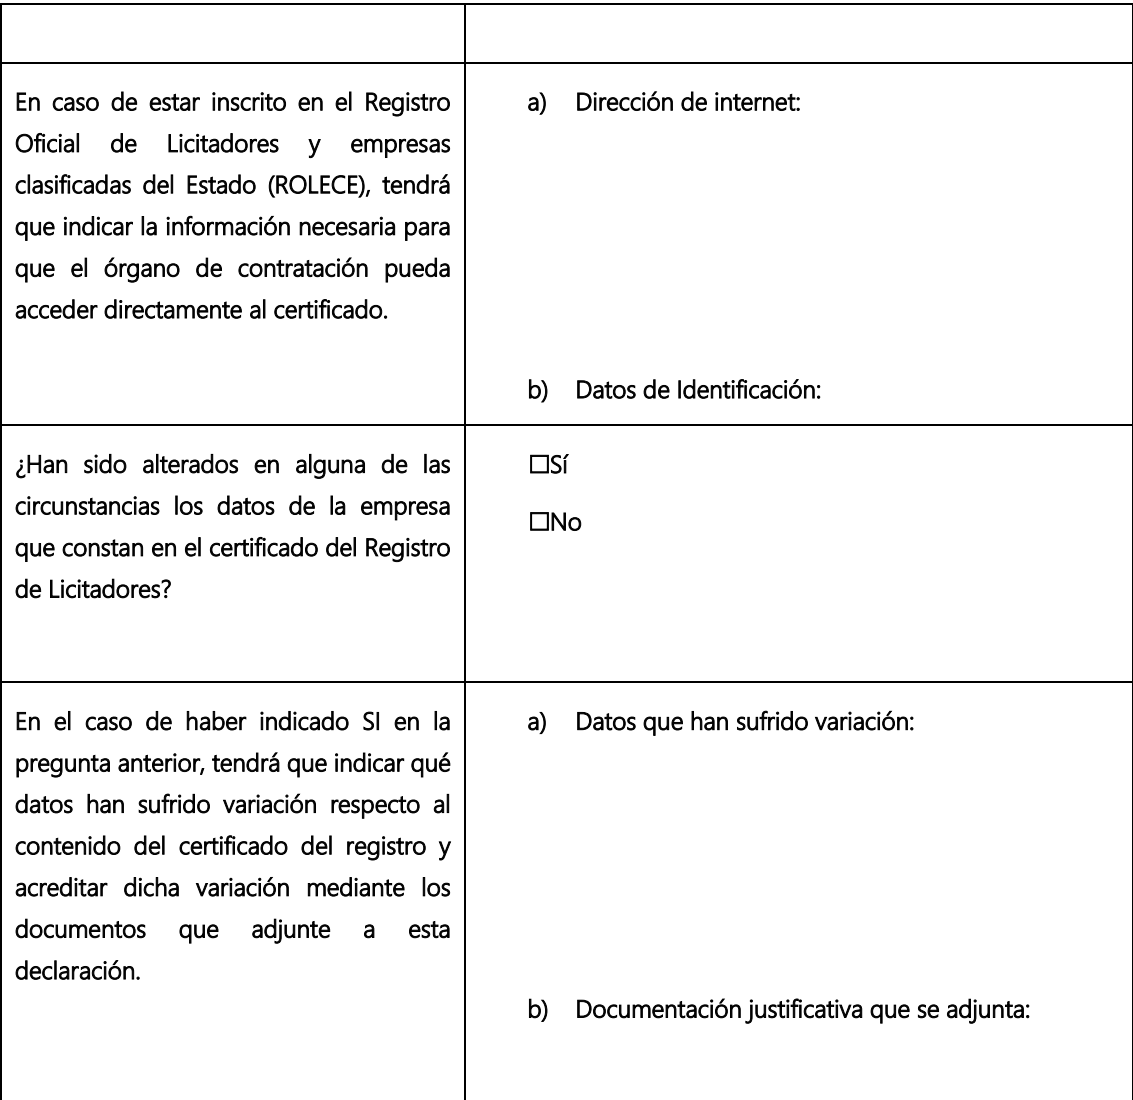 En caso de estar inscrito en el Registro
Oficial de Licitadores y empresas
clasificadas del Estado (ROLECE), tendrá
que indicar la información necesaria para
que el órgano de contratación pueda
acceder directamente al certificado.
a) Dirección de internet:
b) Datos de Identificación:
¿Han sido alterados en alguna de las
circunstancias los datos de la empresa
que constan en el certificado del Registro
de Licitadores?
☐Sí
☐No
En el caso de haber indicado SI en la
pregunta anterior, tendrá que indicar qué
datos han sufrido variación respecto al
contenido del certificado del registro y
acreditar dicha variación mediante los
documentos que adjunte a esta
declaración.
a) Datos que han sufrido variación:
b) Documentación justificativa que se adjunta: